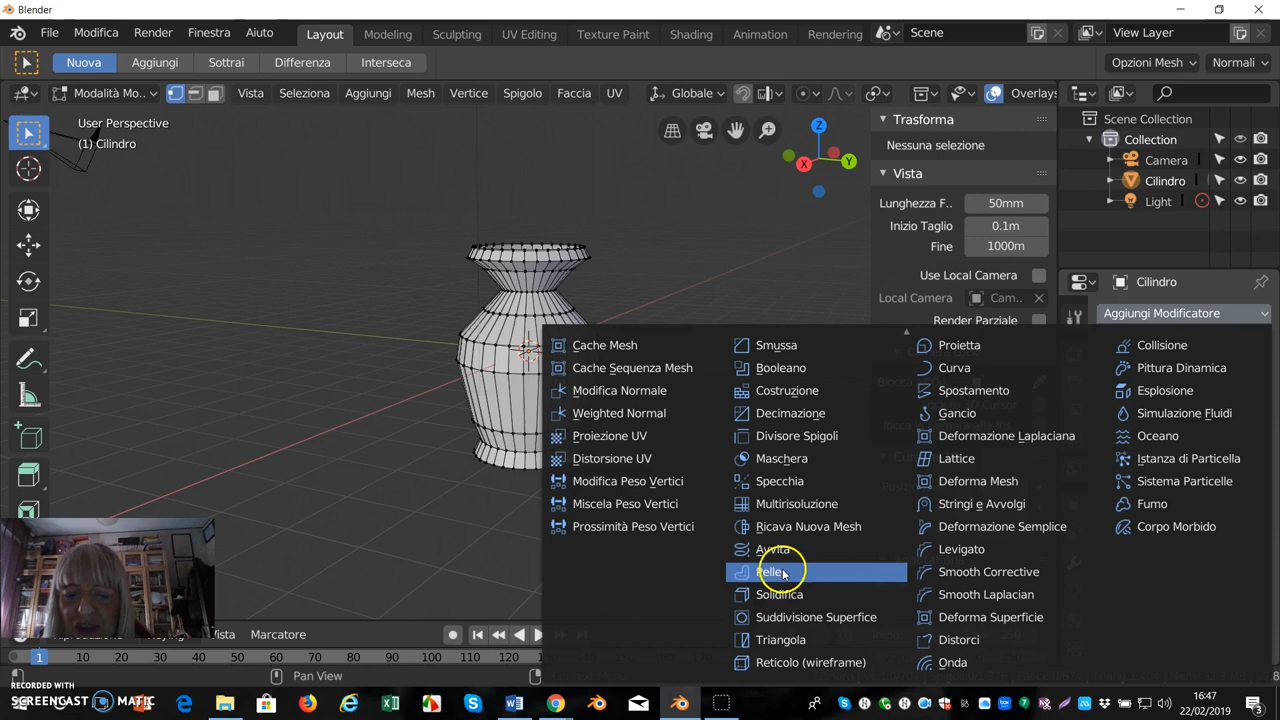 Blender
File Modifica Render Finestra Aiuto Layout Modeling Sculpting UV Editing Texture Paint Shading Animation Rendering Scene View Layer
Nuova Aggiungi Sottrai Differenza Interseca Opzioni Mesh Normali
Modalità Mo... Vista Seleziona Aggiungi Mesh Vertice Spigolo Faccia UV Globale Overlays
User Perspective
(1) Cilindro
Z
X
Y
Trasforma
Nessuna selezione
Vista
Lunghezza F.. 50mm
Inizio Taglio 0.1m
Fine 1000m
Use Local Camera
Local Camera Cam..
Render Parziale
Scene Collection
Collection
Camera
Cilindro
Light
Cilindro
Aggiungi Modificatore
Cache Mesh Smussa Proietta Collisione
Cache Sequenza Mesh Booleano Curva Pittura Dinamica
Modifica Normale Costruzione Spostamento Esplosione
Weighted Normal Decimazione Gancio Simulazione Fluidi
Proiezione UV Divisore Spigoli Deformazione Laplaciana Oceano
Distorsione UV Maschera Lattice Istanza di Particella
Modifica Peso Vertici Specchia Deforma Mesh Sistema Particelle
Miscela Peso Vertici Multirisoluzione Stringi e Avvolgi Fumo
Prossimità Peso Vertici Ricava Nuova Mesh Deformazione Semplice Corpo Morbido
Avvita Levigato
Pelle Smooth Corrective
Solidifica Smooth Laplacian
Suddivisione Superfice Deforma Superficie
Triangola Distorci
Reticolo (wireframe) Onda
Vista Marcatore
1 10 20 30 40 50 60 70 80 90 100 110 120 130 140
Pan View
RECORDED WITH
SCREENCAST MATIC
16:47
22/02/2019